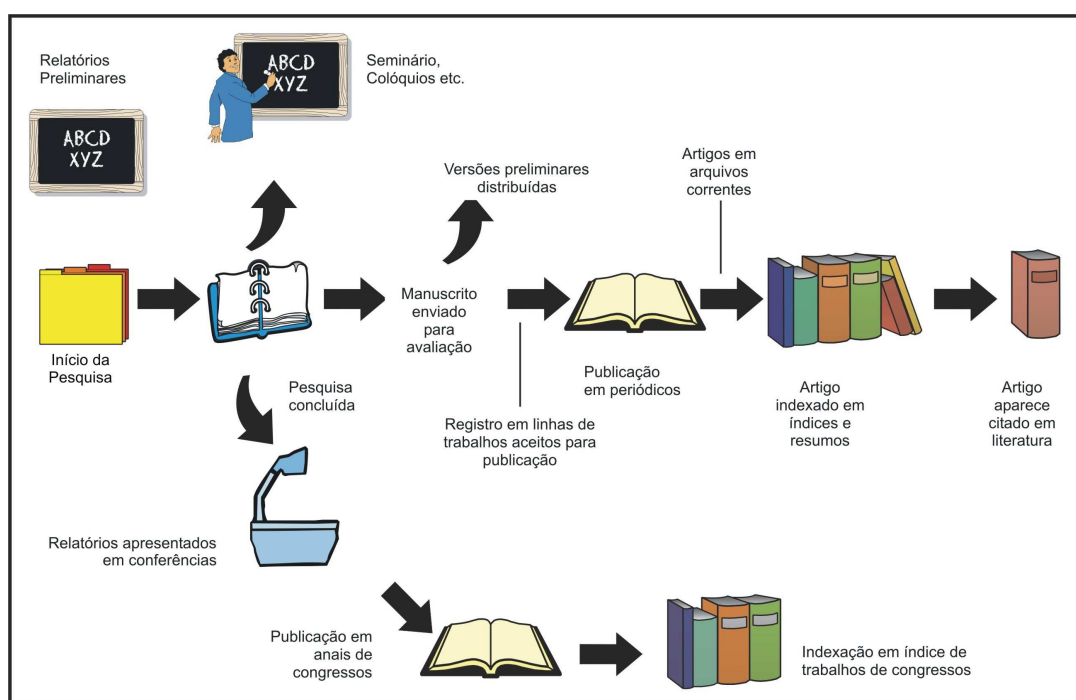 Relatórios
Preliminares
ABCD
XYZ
ABCD
XYZ
Seminário,
Colóquios etc.
Versões preliminares
distribuídas
Artigos em
arquivos
correntes
Início da
Pesquisa
Pesquisa
concluída
Manuscrito
enviado
para
avaliação
Registro em linhas de
trabalhos aceitos para
publicação
Publicação
em periódicos
Artigo
indexado em
índices e
resumos
Artigo
aparece
citado em
literatura
Relatórios apresentados
em conferências
Publicação em
anais de
congressos
Indexação em índice de
trabalhos de congressos